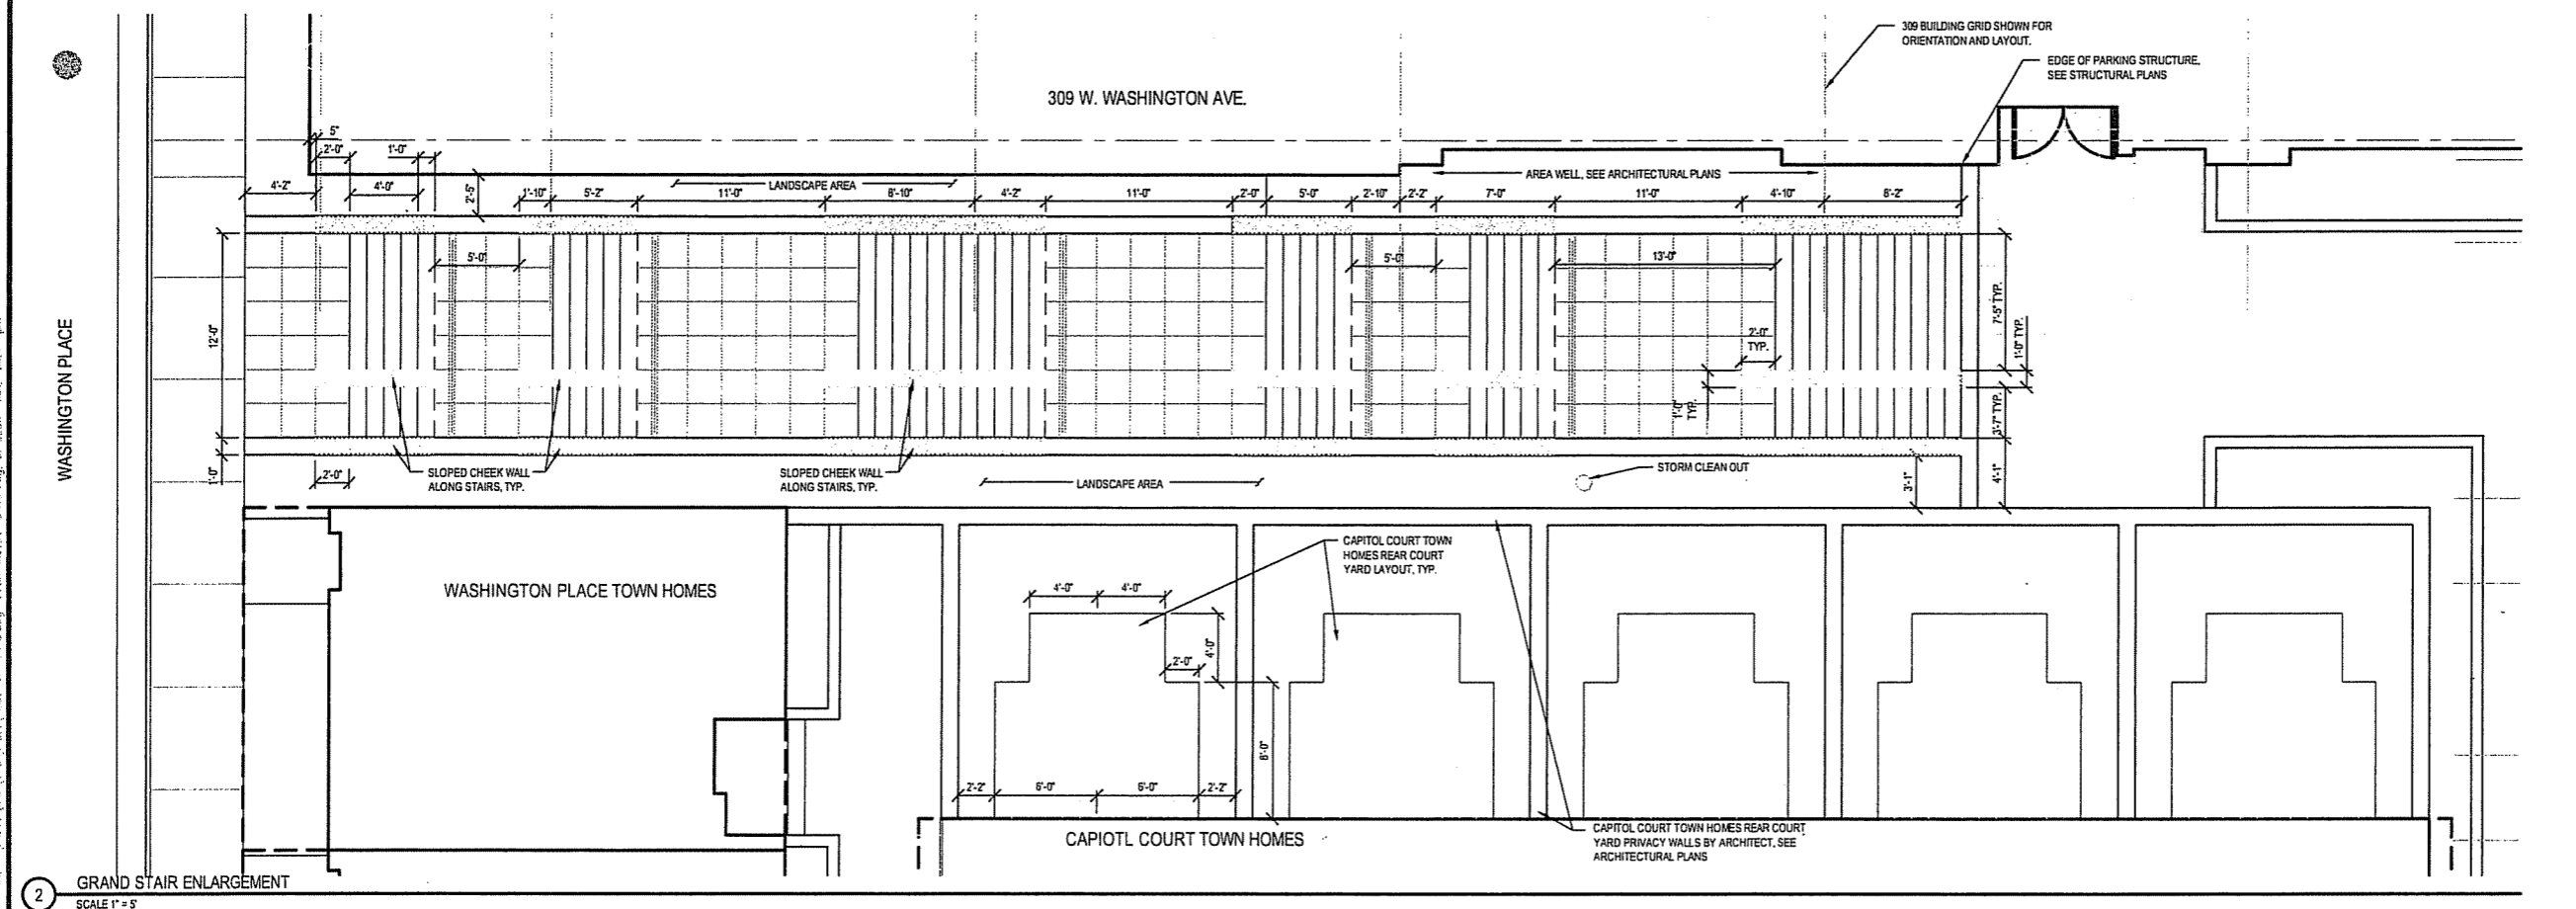 309 BUILDING GRID SHOWN FOR
ORIENTATION AND LAYOUT.
EDGE OF PARKING STRUCTURE,
SEE STRUCTURAL PLANS
309 W. WASHINGTON AVE.
5"
2'-0"
1'-0"
4'-2"
4'-0"
2'-5"
LANDSCAPE AREA
AREA WELL, SEE ARCHITECTURAL PLANS
1'-10"
5'-2"
11'-0"
8'-10"
4'-2"
11'-0"
2'-0"
5'-0"
2'-10"
2'-2"
7'-0"
11'-0"
4'-10"
8'-2"
5'-0"
5'-0"
13'-0"
12'-0"
2'-0"
TYP.
7'-5" TYP.
1'-0" TYP.
1'-0"
TYP.
3'-7" TYP.
WASHINGTON PLACE
1'-0"
2'-0"
SLOPED CHEEK WALL
ALONG STAIRS, TYP.
SLOPED CHEEK WALL
ALONG STAIRS, TYP.
LANDSCAPE AREA
STORM CLEAN OUT
3'-1"
4'-1"
CAPITOL COURT TOWN
HOMES REAR COURT
YARD LAYOUT, TYP.
WASHINGTON PLACE TOWN HOMES
4'-0"
4'-0"
4'-0"
2'-0"
8'-0"
2'-2"
6'-0"
6'-0"
2'-2"
CAPIOTL COURT TOWN HOMES
CAPITOL COURT TOWN HOMES REAR COURT
YARD PRIVACY WALLS BY ARCHITECT, SEE
ARCHITECTURAL PLANS
2
GRAND STAIR ENLARGEMENT
SCALE 1" = 5'